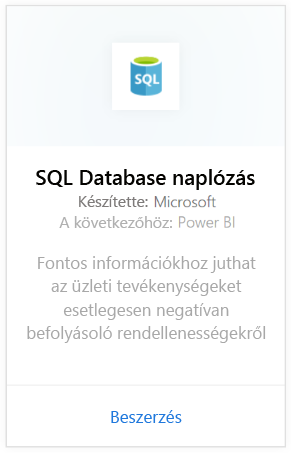 SQL
SQL Database naplózás
Készítette: Microsoft
A következőhöz: Power BI
Fontos információkhoz juthat
az üzleti tevékenységeket
esetlegesen negatívan
befolyásoló rendellenességekről
Beszerzés